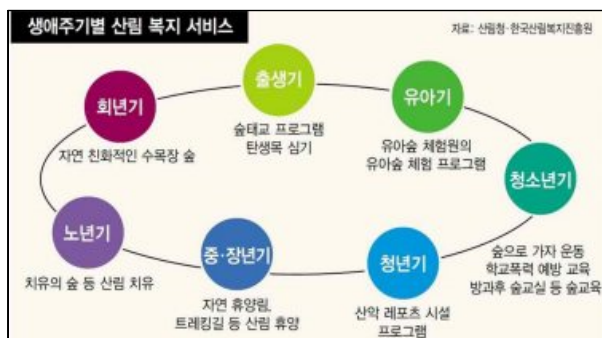 생애주기별 산림 복지 서비스
자료: 산림청·한국산림복지진흥원
출생기
숲태교 프로그램
탄생목 심기
유아기
유아숲 체험원의
유아숲 체험 프로그램
청소년기
숲으로 가자 운동
학교폭력 예방 교육
방과후 숲교실 등 숲교육
청년기
산악 레포츠 시설
프로그램
중·장년기
자연 휴양림,
트레킹길 등 산림 휴양
노년기
치유의 숲 등 산림 치유
회년기
자연 친화적인 수목장 숲